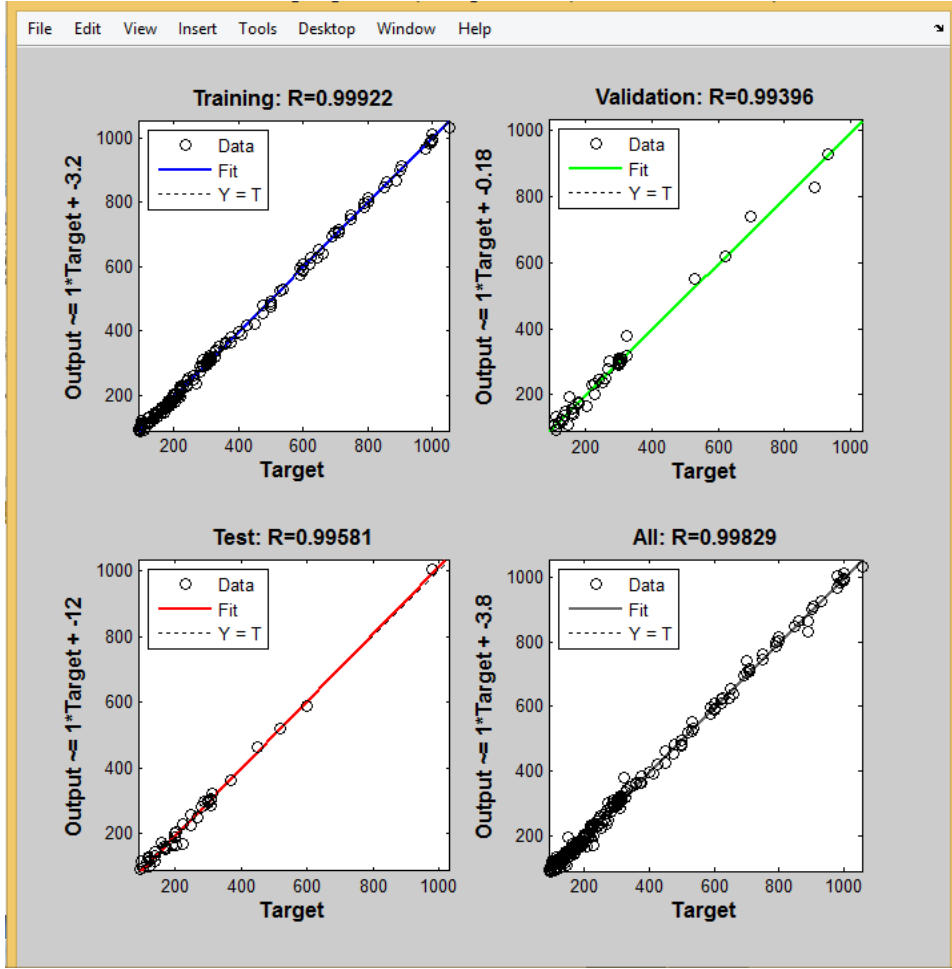 File Edit View Insert Tools Desktop Window Help
Training: R=0.99922
Output ~= 1*Target + -3.2
1000
800
600
400
200
Data
Fit
Y = T
200 400 600 800 1000
Target
Validation: R=0.99396
Output ~= 1*Target + -0.18
1000
800
600
400
200
Data
Fit
Y = T
200 400 600 800 1000
Target
Test: R=0.99581
Output ~= 1*Target + -12
1000
800
600
400
200
Data
Fit
Y = T
200 400 600 800 1000
Target
All: R=0.99829
Output ~= 1*Target + -3.8
1000
800
600
400
200
Data
Fit
Y = T
200 400 600 800 1000
Target